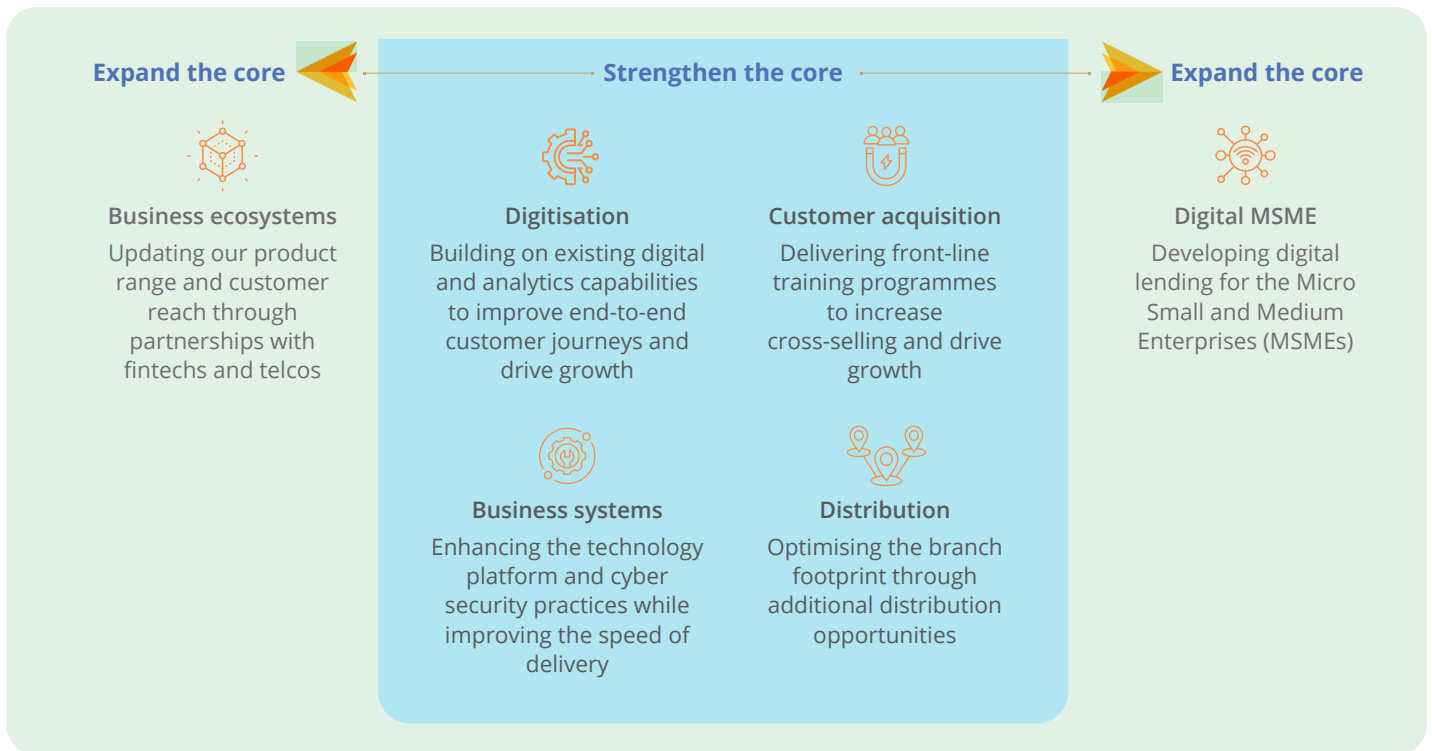 Expand the core
Strengthen the core
Expand the core
Business ecosystems
Updating our product
range and customer
reach through
partnerships with
fintechs and telcos
Digitisation
Building on existing digital
and analytics capabilities
to improve end-to-end
customer journeys and
drive growth
Customer acquisition
Delivering front-line
training programmes
to increase
cross-selling and drive
growth
Digital MSME
Developing digital
lending for the Micro
Small and Medium
Enterprises (MSMEs)
Business systems
Enhancing the technology
platform and cyber
security practices while
improving the speed of
delivery
Distribution
Optimising the branch
footprint through
additional distribution
opportunities